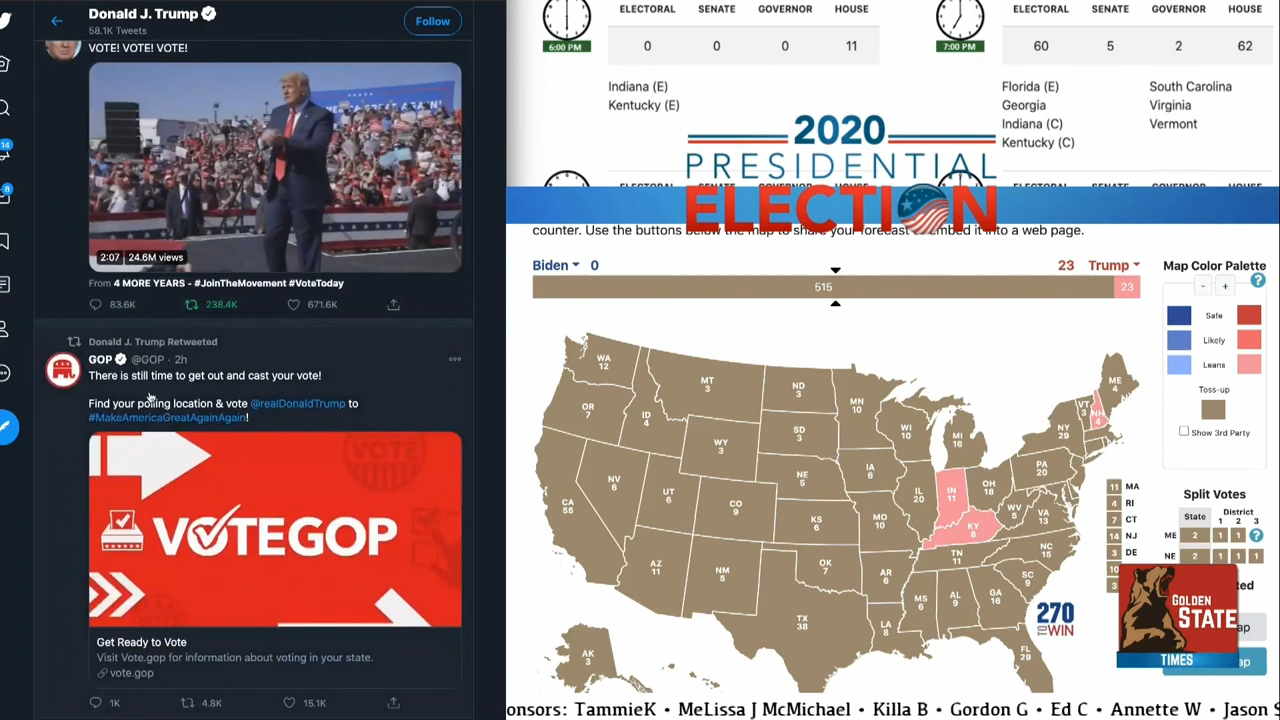 Donald J. Trump
58.1K Tweets
Follow
14
8
VOTE! VOTE! VOTE!
2:07 24.6M views
From 4 MORE YEARS - #JoinTheMovement #VoteToday
83.6K 238.4K 671.6K
Donald J. Trump Retweeted
GOP @GOP · 2h
There is still time to get out and cast your vote!
Find your polling location & vote @realDonaldTrump to
#MakeAmericaGreatAgainAgain!
VOTE
VOTEGOP
Get Ready to Vote
Visit Vote.gop for information about voting in your state.
vote.gop
1K 4.8K 15.1K
ELECTORAL SENATE GOVERNOR HOUSE
6:00 PM
0 0 0 11
Indiana (E)
Kentucky (E)
ELECTORAL SENATE GOVERNOR HOUSE
7:00 PM
60 5 2 62
Florida (E)
Georgia
Indiana (C)
Kentucky (C)
South Carolina
Virginia
Vermont
2020
PRESIDENTIAL
ELECTION
counter. Use the buttons below the map to share your forecast or embed it into a web page.
Biden 0
23 Trump
515
23
Map Color Palette
- +
?
Safe
Likely
Leans
Toss-up
Show 3rd Party
WA
12
OR
7
CA
55
NV
6
ID
4
MT
3
WY
3
UT
6
AZ
11
CO
9
NM
5
ND
3
SD
3
NE
5
KS
6
OK
7
TX
38
MN
10
IA
6
MO
10
AR
6
LA
8
WI
10
IL
20
MI
16
IN
11
OH
18
KY
8
TN
11
MS
6
AL
9
GA
16
FL
29
SC
9
NC
15
VA
13
WV
5
PA
20
NY
29
VT
3
NH
4
ME
4
AK
3
11 MA
4 RI
7 CT
14 NJ
3 DE
10
3
270
TO
WIN
Split Votes
State
District
1 2 3
ME 2 1 1 ?
NE 2 1 1 1
GOLDEN
STATE
TIMES
onsors: TammieK • MeLissa J McMichael • Killa B • Gordon G • Ed C • Annette W • Jason S